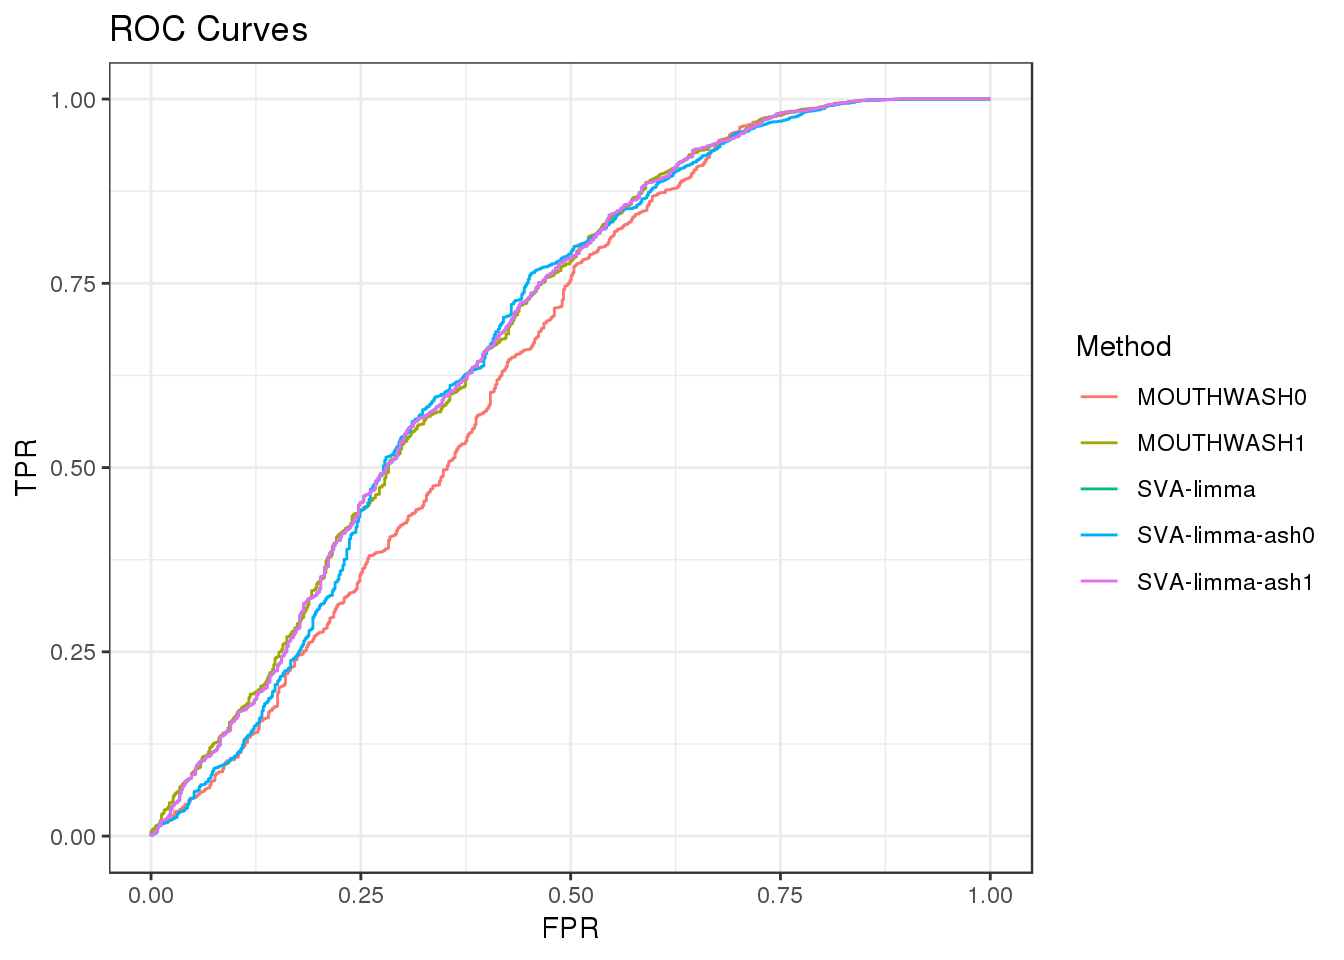 ROC Curves
TPR
1.00
0.75
0.50
0.25
0.00
0.00 0.25 0.50 0.75 1.00
FPR
Method
MOUTHWASH0
MOUTHWASH1
SVA-limma
SVA-limma-ash0
SVA-limma-ash1